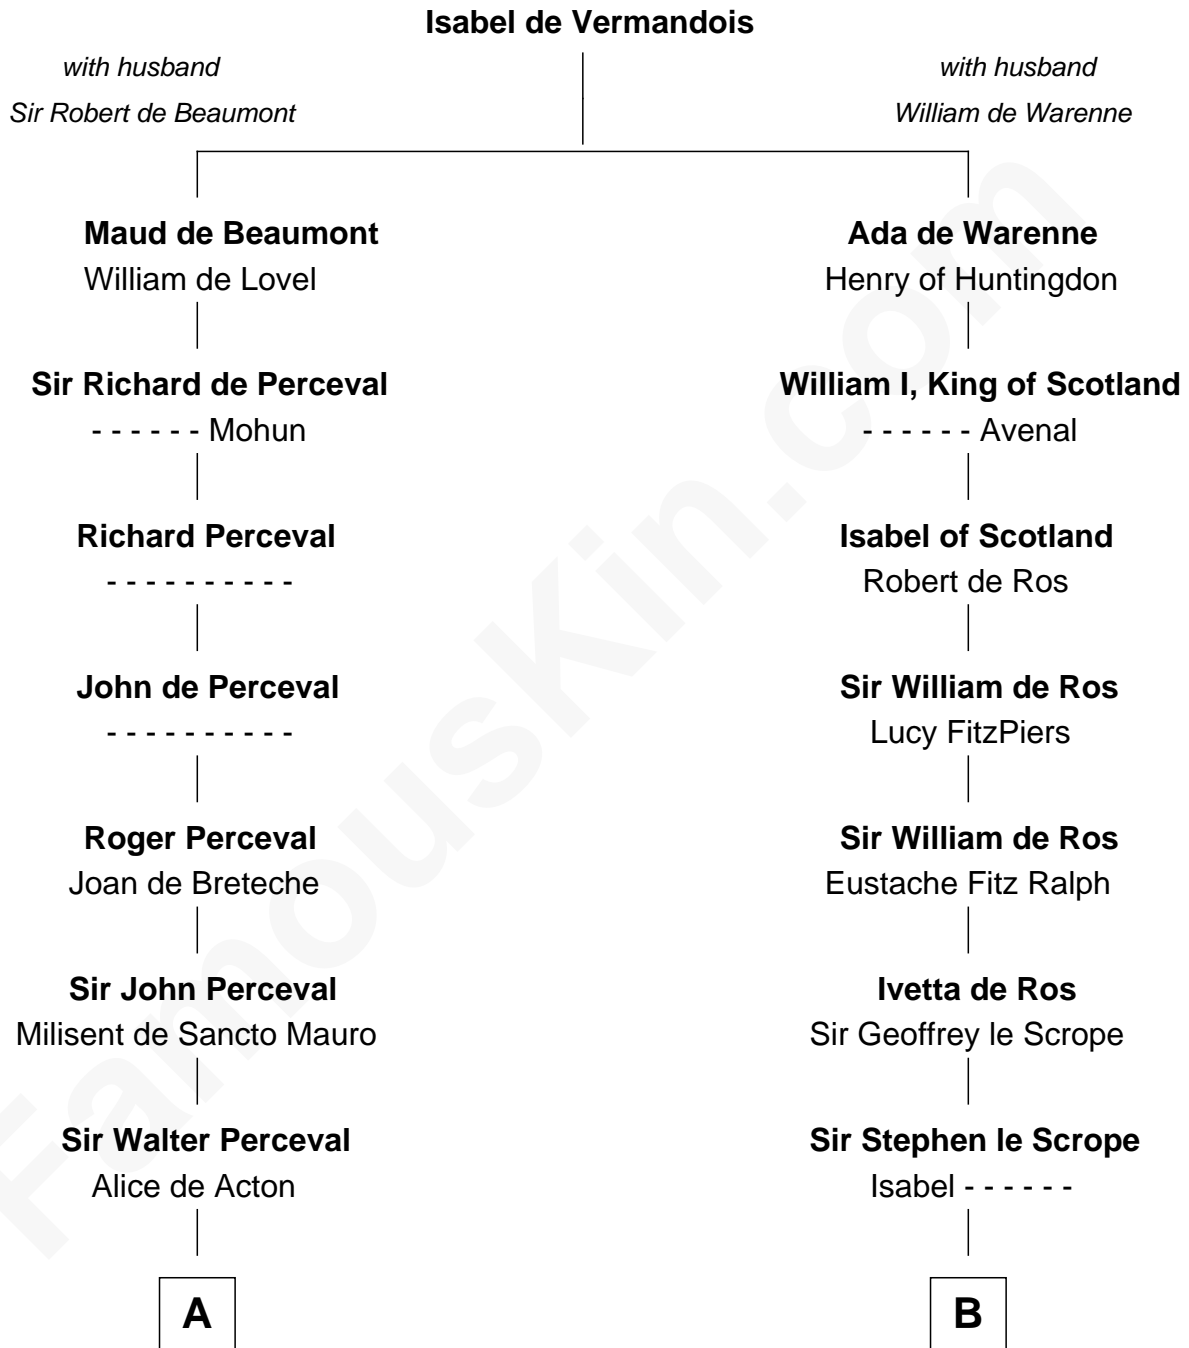 Isabel de Vermandois
with husband
Sir Robert de Beaumont
with husband
William de Warenne
Maud de Beaumont
William de Lovel
Ada de Warenne
Henry of Huntingdon
Sir Richard de Perceval
- - - - - - Mohun
William I, King of Scotland
- - - - - - Avenal
Richard Perceval
- - - - - - - - - -
Isabel of Scotland
Robert de Ros
John de Perceval
- - - - - - - - - -
Sir William de Ros
Lucy FitzPiers
Roger Perceval
Joan de Breteche
Sir William de Ros
Eustache Fitz Ralph
Sir John Perceval
Milisent de Sancto Mauro
Ivetta de Ros
Sir Geoffrey le Scrope
Sir Walter Perceval
Alice de Acton
Sir Stephen le Scrope
Isabel - - - - - -
A
B
FamousKin.com